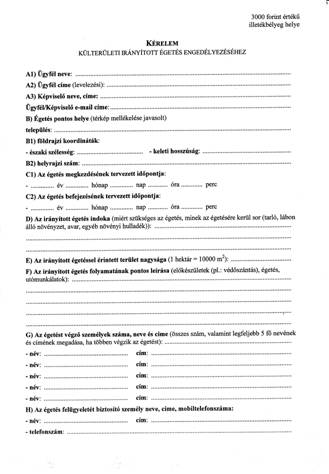 3000 forint értékű
illetékbélyeg helye
KÉRELEM
KÜLTERÜLETI IRÁNYÍTOTT ÉGETÉS ENGEDÉLYEZÉSÉHEZ
A1) Ügyfél neve:
A2) Ügyfél címe (levelezési):
A3) Képviselő neve, címe:
Ügyfél/Képviselő e-mail címe:
B) Égetés pontos helye (térkép mellékelése javasolt)
település:
B1) földrajzi koordináták:
- északi szélesség: - keleti hosszúság:
B2) helyrajzi szám:
C1) Az égetés megkezdésének tervezett időpontja:
- év hónap nap óra perc
C2) Az égetés befejezésének tervezett időpontja:
- év hónap nap óra perc
D) Az irányított égetés indoka (miért szükséges az égetés, minek az égetésére kerül sor (tarló, lábon
álló növényzet, avar, egyéb növényi hulladék)):
E) Az irányított égetéssel érintett terület nagysága (1 hektár = 10000 m²):
F) Az irányított égetés folyamatának pontos leírása (előkészületek (pl.: védőszántás), égetés,
utómunkálatok):
G) Az égetést végző személyek száma, neve és címe (összes szám, valamint legfeljebb 5 fő nevének
és címének megadása, ha többen végzik az égetést):
- név: cím:
- név: cím:
- név: cím:
- név: cím:
- név: cím:
H) Az égetés felügyeletét biztosító személy neve, címe, mobiltelefonszáma:
- név: cím:
- telefonszám: